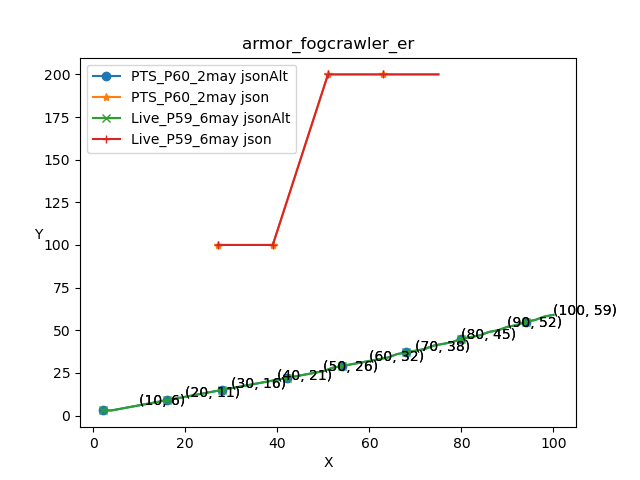 armor_fogcrawler_er
PTS_P60_2may jsonAlt
PTS_P60_2may json
Live_P59_6may jsonAlt
Live_P59_6may json
200
175
150
125
100
75
50
25
0
Y
(10, 6)
(20, 11)
(30, 16)
(40, 21)
(50, 26)
(60, 32)
(70, 38)
(80, 45)
(90, 52)
(100, 59)
0 20 40 60 80 100
X